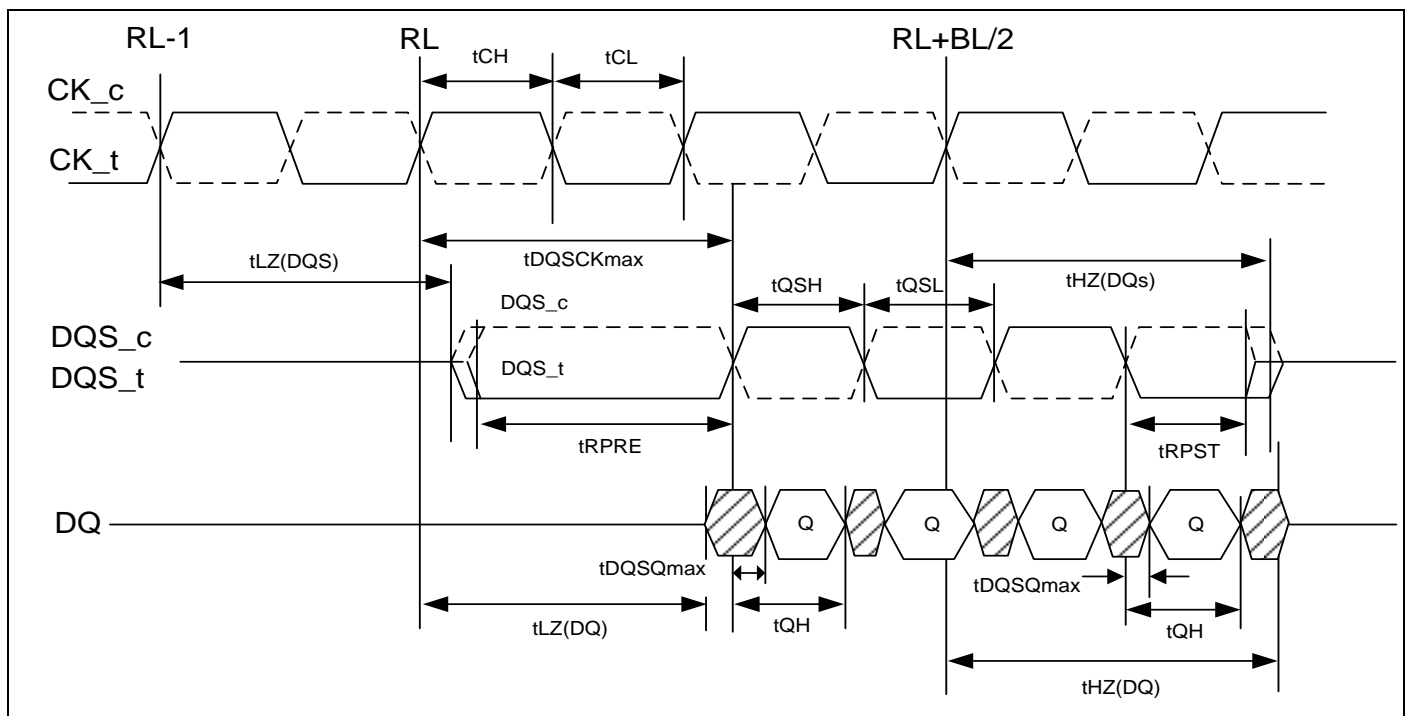 RL-1
RL
RL+BL/2
tCH
tCL
CK_c
CK_t
tLZ(DQS)
tDQSCKmax
tHZ(DQs)
tQSH
tQSL
DQS_c
DQS_c
DQS_t
DQS_t
tRPRE
tRPST
DQ
Q
Q
Q
Q
tDQSQmax
tDQSQmax
tLZ(DQ)
tQH
tQH
tHZ(DQ)